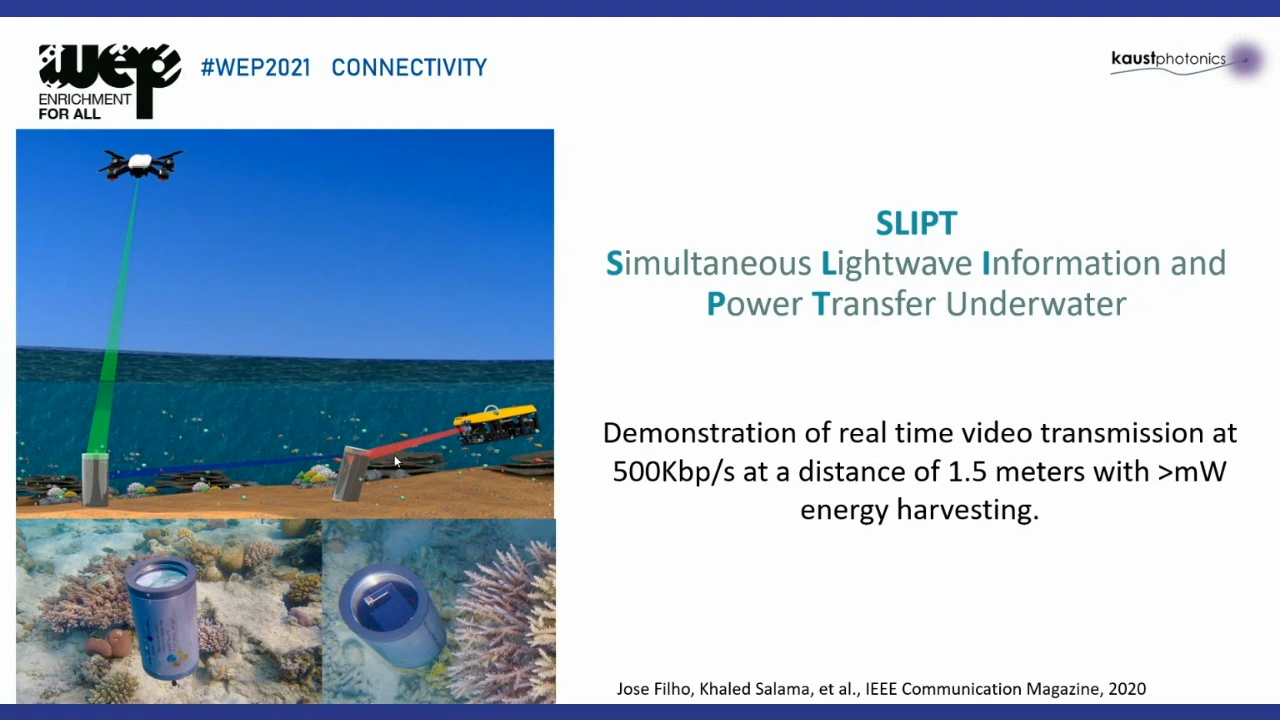 wep
ENRICHMENT
FOR ALL
#WEP2021 CONNECTIVITY
kaustphotonics
SLIPT
Simultaneous Lightwave Information and
Power Transfer Underwater
Demonstration of real time video transmission at
500Kbp/s at a distance of 1.5 meters with >mW
energy harvesting.
Jose Filho, Khaled Salama, et al., IEEE Communication Magazine, 2020